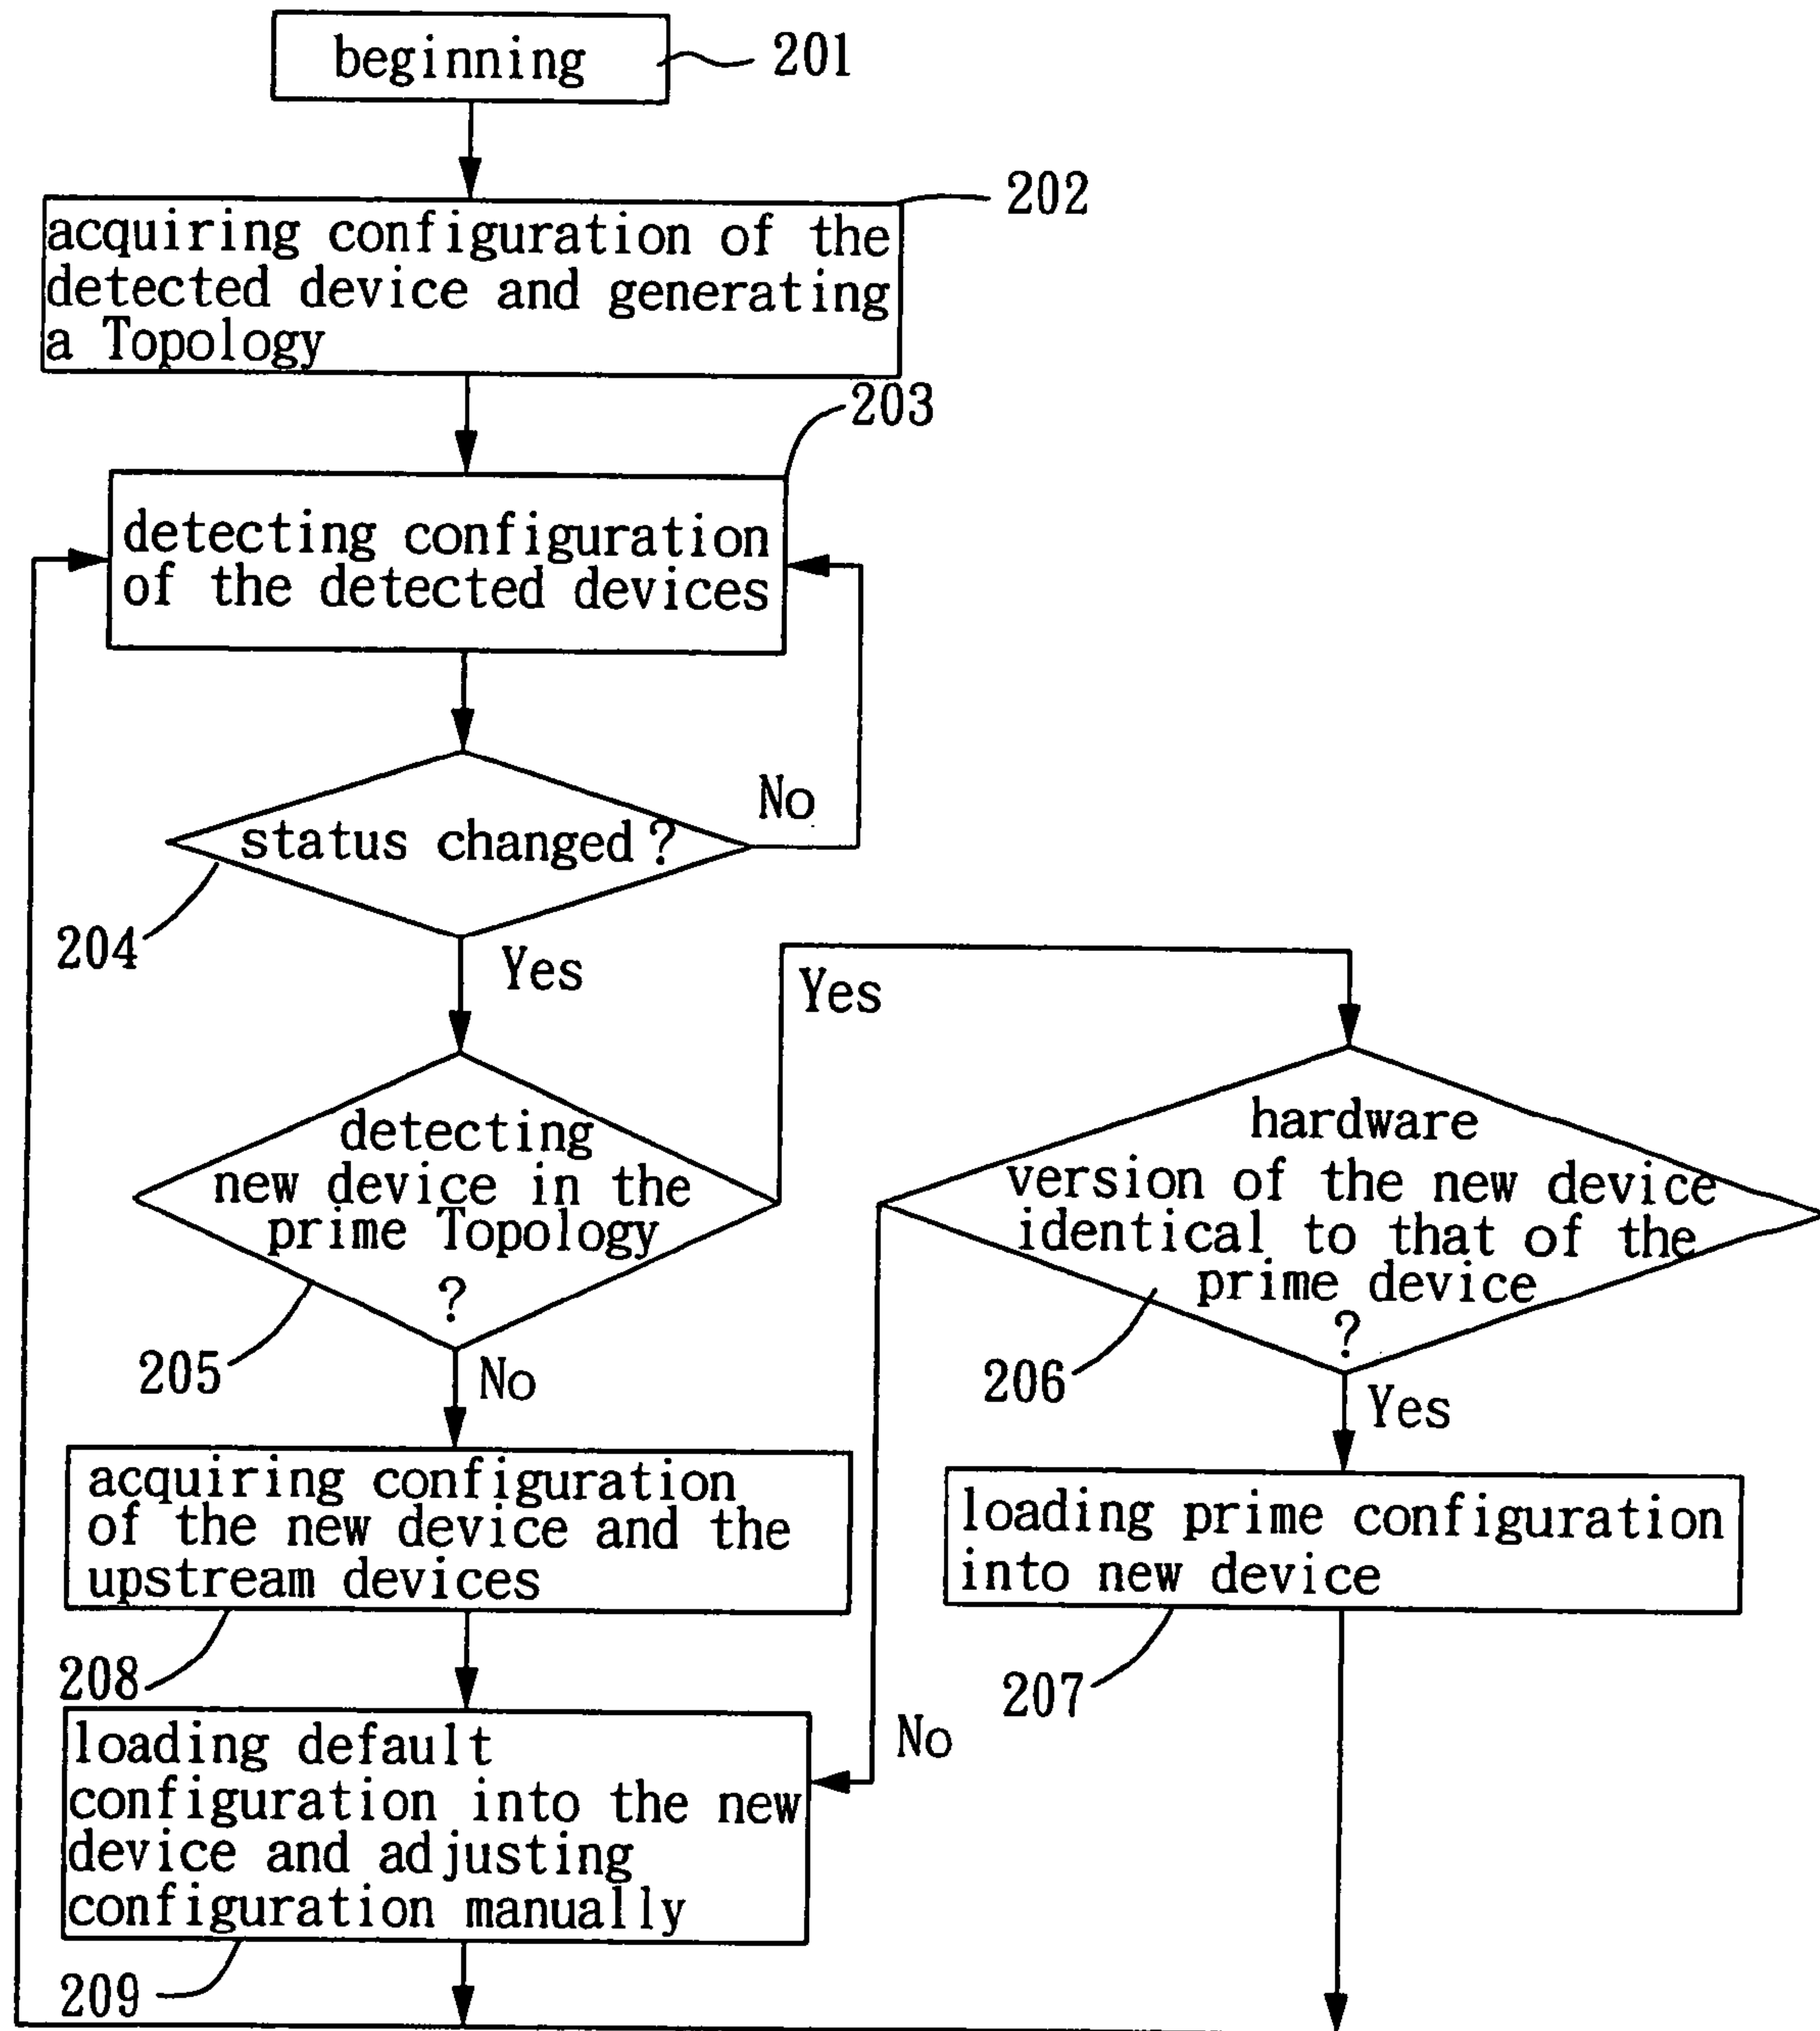 beginning
201
202
acquiring configuration of the
detected device and generating
a Topology
203
detecting configuration
of the detected devices
No
status changed?
204
Yes
Yes
detecting
new device in the
prime Topology
?
hardware
version of the new device
identical to that of the
prime device
?
205
No
206
Yes
acquiring configuration
of the new device and the
upstream devices
loading prime configuration
into new device
208
207
No
loading default
configuration into the new
device and adjusting
configuration manually
209